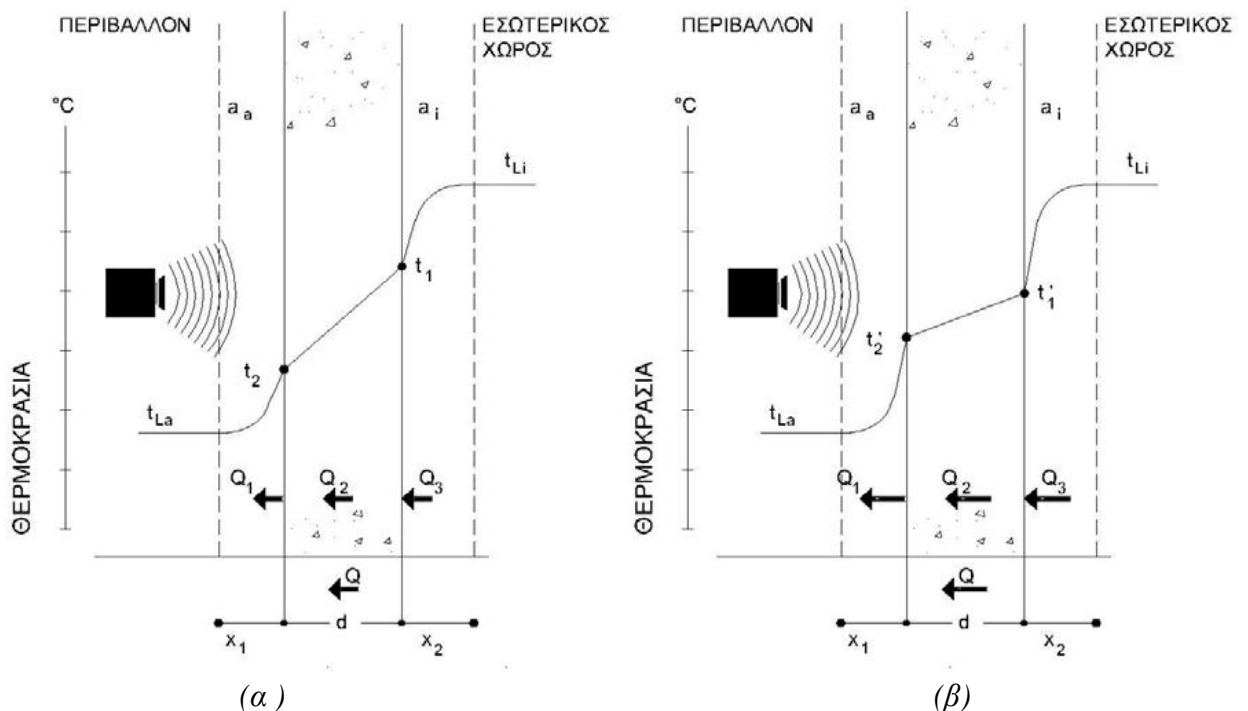 ΠΕΡΙΒΑΛΛΟΝ
ΕΣΩΤΕΡΙΚΟΣ
ΧΩΡΟΣ
°C
a a
a i
t Li
t 1
t 2
t La
ΘΕΡΜΟΚΡΑΣΙΑ
Q 1
Q 2
Q 3
Q
d
x 1
x 2
(α )
ΠΕΡΙΒΑΛΛΟΝ
ΕΣΩΤΕΡΙΚΟΣ
ΧΩΡΟΣ
°C
a a
a i
t Li
t 1'
t 2'
t La
ΘΕΡΜΟΚΡΑΣΙΑ
Q 1
Q 2
Q 3
Q
d
x 1
x 2
(β)